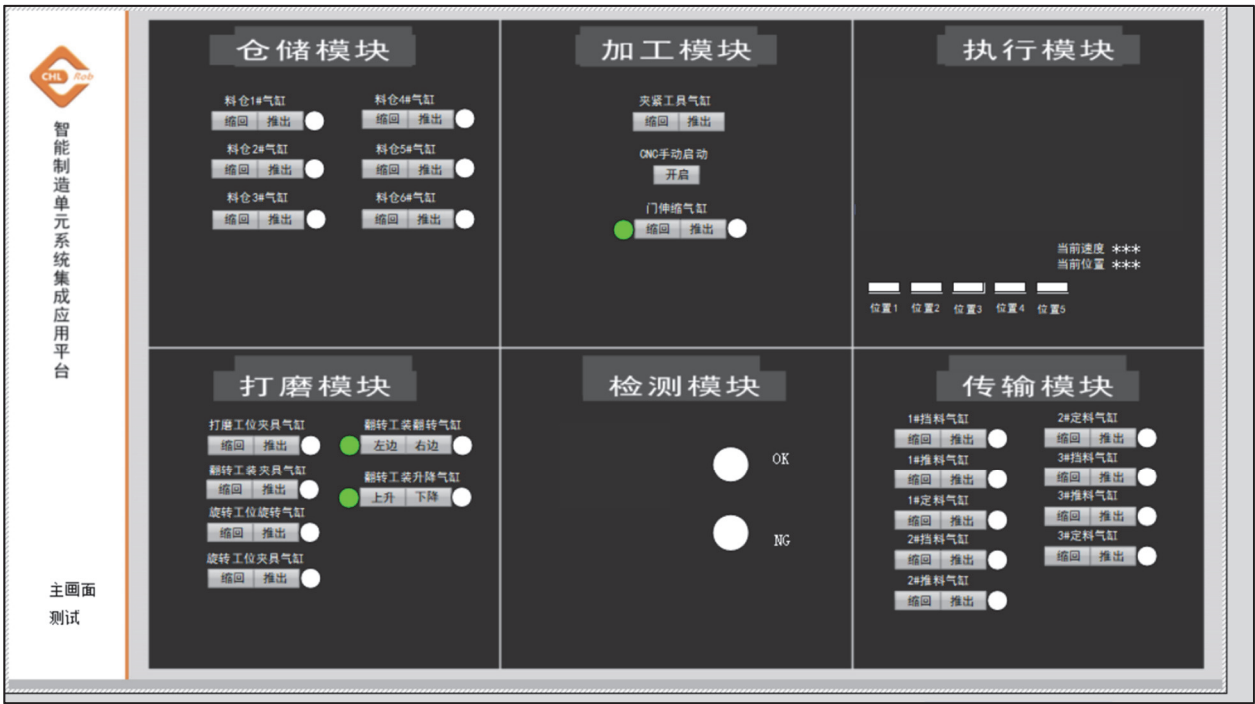 CHL Rob
智能制造单元系统集成应用平台
主画面
测试
仓储模块
料仓1#气缸
缩回 推出
料仓2#气缸
缩回 推出
料仓3#气缸
缩回 推出
料仓4#气缸
缩回 推出
料仓5#气缸
缩回 推出
料仓6#气缸
缩回 推出
加工模块
夹紧工具气缸
缩回 推出
CNC手动启动
开启
门伸缩气缸
缩回 推出
执行模块
当前速度 ***
当前位置 ***
位置1 位置2 位置3 位置4 位置5
打磨模块
打磨工位夹具气缸
缩回 推出
翻转工装夹具气缸
缩回 推出
旋转工位旋转气缸
缩回 推出
旋转工位夹具气缸
缩回 推出
翻转工装翻转气缸
左边 右边
翻转工装升降气缸
上升 下降
检测模块
OK
NG
传输模块
1#挡料气缸
缩回 推出
1#推料气缸
缩回 推出
1#定料气缸
缩回 推出
2#挡料气缸
缩回 推出
2#推料气缸
缩回 推出
2#定料气缸
缩回 推出
3#挡料气缸
缩回 推出
3#推料气缸
缩回 推出
3#定料气缸
缩回 推出